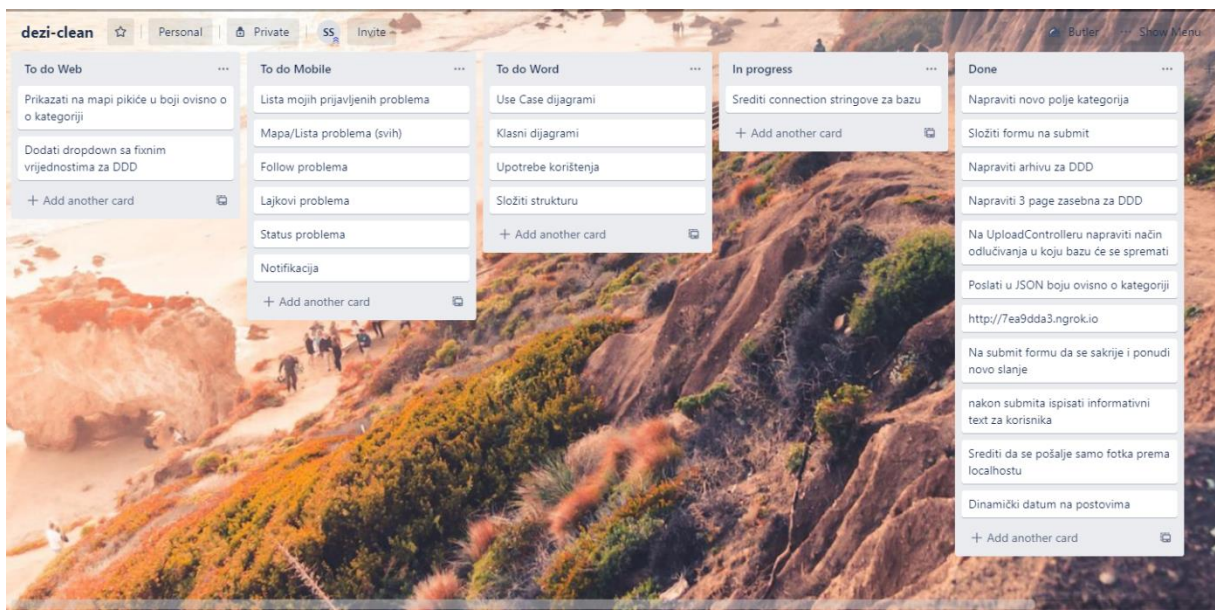 dezi-clean
Personal
Private
SS
Invite
Butler
... Show Menu
To do Web
...
Prikazati na mapi pikiće u boji ovisno o
o kategoriji
Dodati dropdown sa fixnim
vrijednostima za DDD
+ Add another card
To do Mobile
...
Lista mojih prijavljenih problema
Mapa/Lista problema (svih)
Follow problema
Lajkovi problema
Status problema
Notifikacija
+ Add another card
To do Word
...
Use Case dijagrami
Klasni dijagrami
Upotrebe korištenja
Složiti strukturu
+ Add another card
In progress
...
Srediti connection stringove za bazu
+ Add another card
Done
...
Napraviti novo polje kategorija
Složiti formu na submit
Napraviti arhivu za DDD
Napraviti 3 page zasebna za DDD
Na UploadControlleru napraviti način
odlučivanja u koju bazu će se spremati
Poslati u JSON boju ovisno o kategoriji
http://7ea9dda3.ngrok.io
Na submit formu da se sakrije i ponudi
novo slanje
nakon submita ispisati informativni
text za korisnika
Srediti da se pošalje samo fotka prema
localhostu
Dinamički datum na postovima
+ Add another card